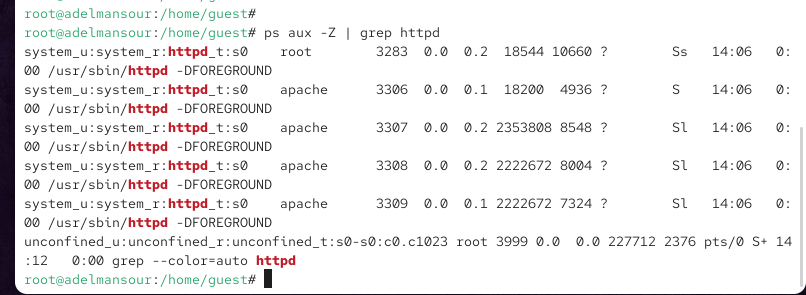 root@adelmansour:/home/guest#
root@adelmansour:/home/guest# ps aux -Z | grep httpd
system_u:system_r:httpd_t:s0    root        3283  0.0  0.2  18544 10660 ?        Ss   14:06   0:
00 /usr/sbin/httpd -DFOREGROUND
system_u:system_r:httpd_t:s0    apache      3306  0.0  0.1  18200  4936 ?        S    14:06   0:
00 /usr/sbin/httpd -DFOREGROUND
system_u:system_r:httpd_t:s0    apache      3307  0.0  0.2 2353808 8548 ?        Sl   14:06   0:
00 /usr/sbin/httpd -DFOREGROUND
system_u:system_r:httpd_t:s0    apache      3308  0.0  0.2 2222672 8004 ?        Sl   14:06   0:
00 /usr/sbin/httpd -DFOREGROUND
system_u:system_r:httpd_t:s0    apache      3309  0.0  0.1 2222672 7324 ?        Sl   14:06   0:
00 /usr/sbin/httpd -DFOREGROUND
unconfined_u:unconfined_r:unconfined_t:s0-s0:c0.c1023 root 3999 0.0  0.0 227712 2376 pts/0 S+ 14
:12   0:00 grep --color=auto httpd
root@adelmansour:/home/guest#